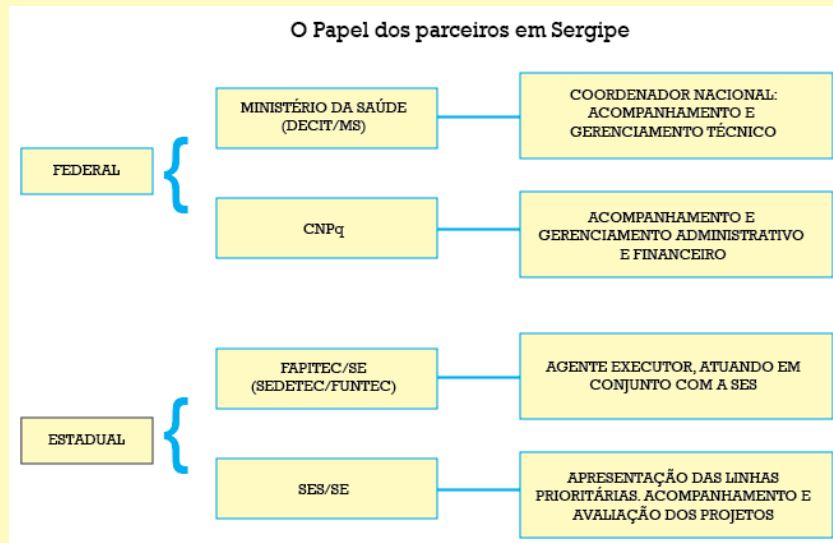 O Papel dos parceiros em Sergipe
FEDERAL
MINISTÉRIO DA SAÚDE
(DECIT/MS)
COORDENADOR NACIONAL:
ACOMPANHAMENTO E
GERENCIAMENTO TÉCNICO
CNPq
ACOMPANHAMENTO E
GERENCIAMENTO ADMINISTRATIVO
E FINANCEIRO
ESTADUAL
FAPITEC/SE
(SEDETEC/FUNTEC)
AGENTE EXECUTOR, ATUANDO EM
CONJUNTO COM A SES
SES/SE
APRESENTAÇÃO DAS LINHAS
PRIORITÁRIAS. ACOMPANHAMENTO E
AVALIAÇÃO DOS PROJETOS